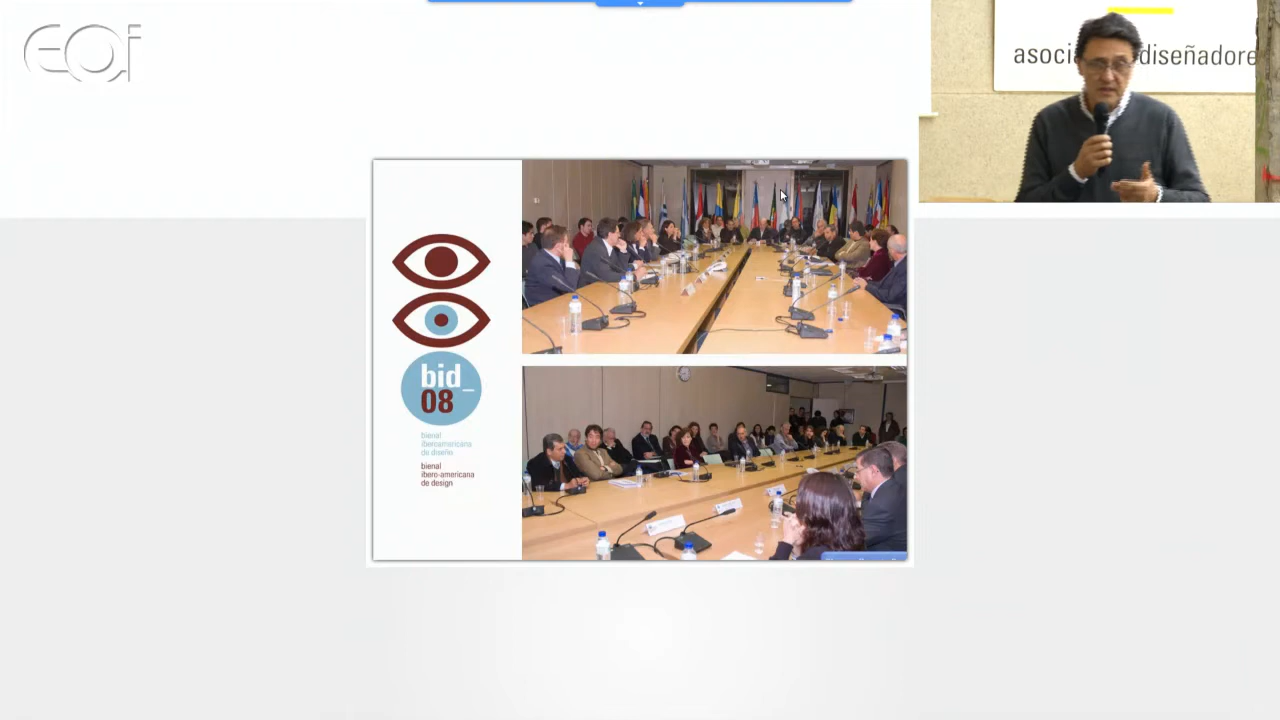 eoi
asoci diseñadore
bid_
08
bienal
iberoamericana
de diseño
bienal
ibero-americana
de design